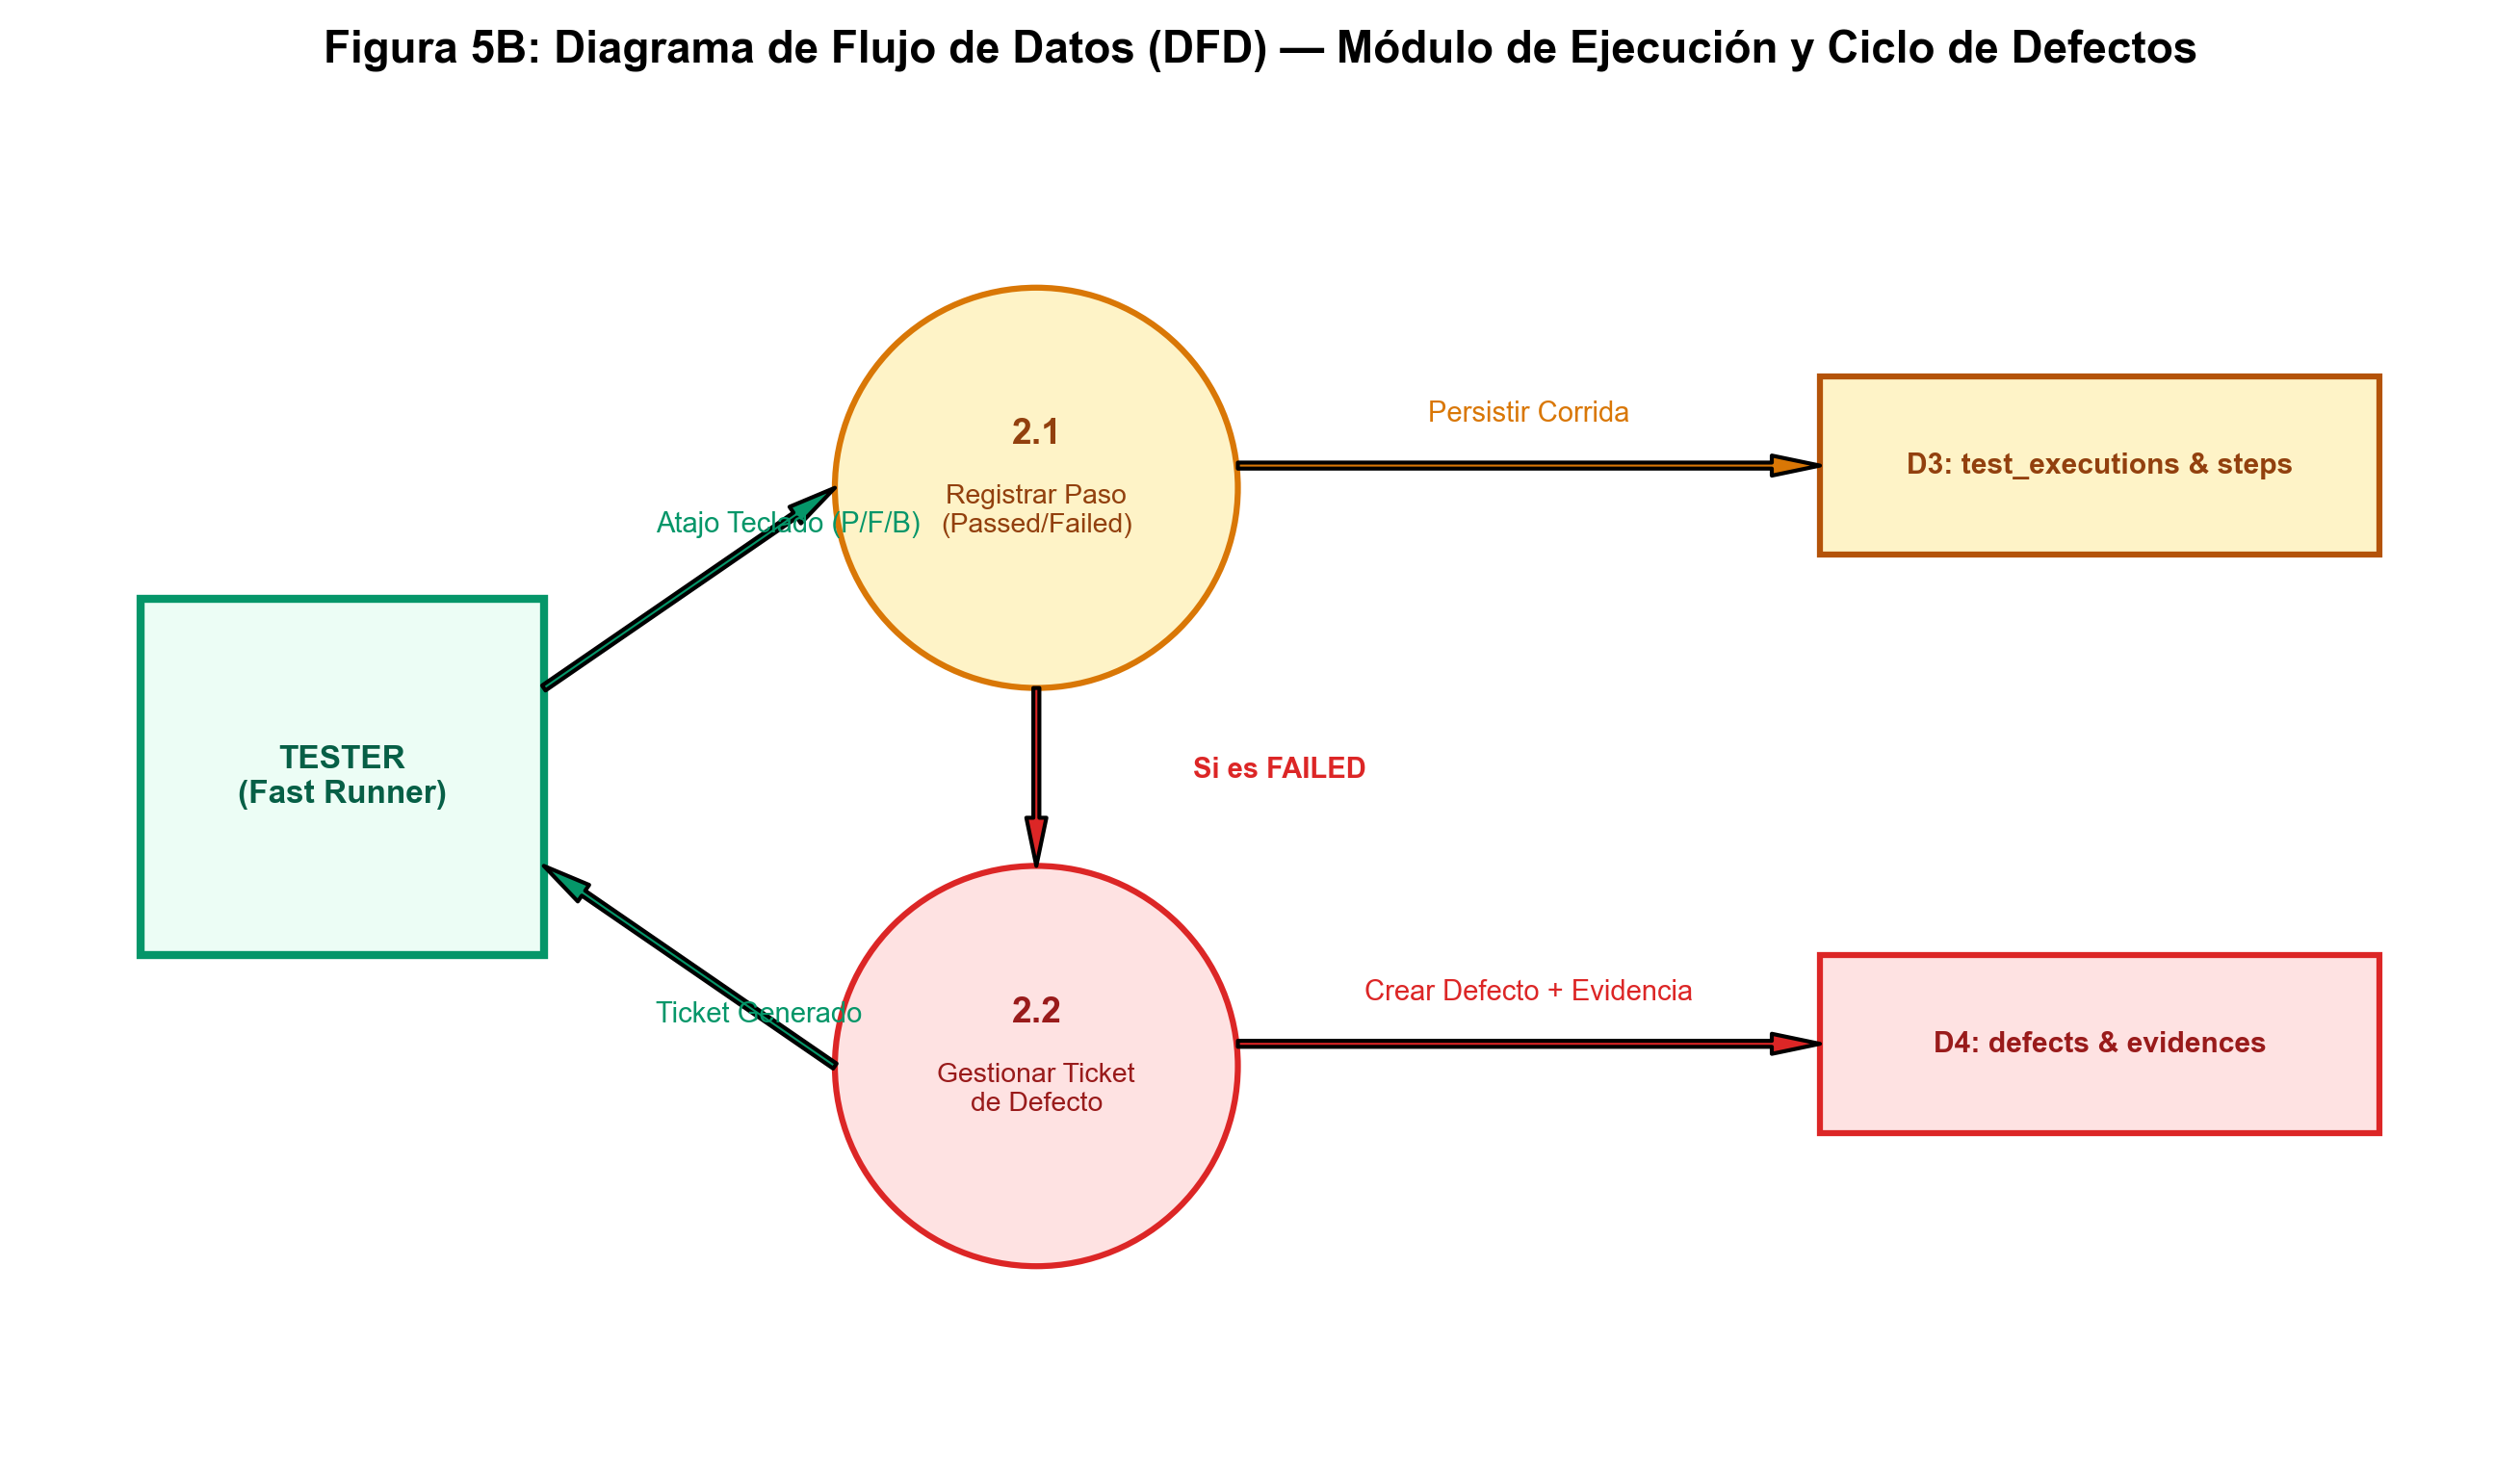 Figura 5B: Diagrama de Flujo de Datos (DFD) — Módulo de Ejecución y Ciclo de Defectos
2.1
Registrar Paso
(Passed/Failed)
Persistir Corrida
D3: test_executions & steps
Atajo Teclado (P/F/B)
TESTER
(Fast Runner)
Si es FAILED
Ticket Generado
2.2
Gestionar Ticket
de Defecto
Crear Defecto + Evidencia
D4: defects & evidences